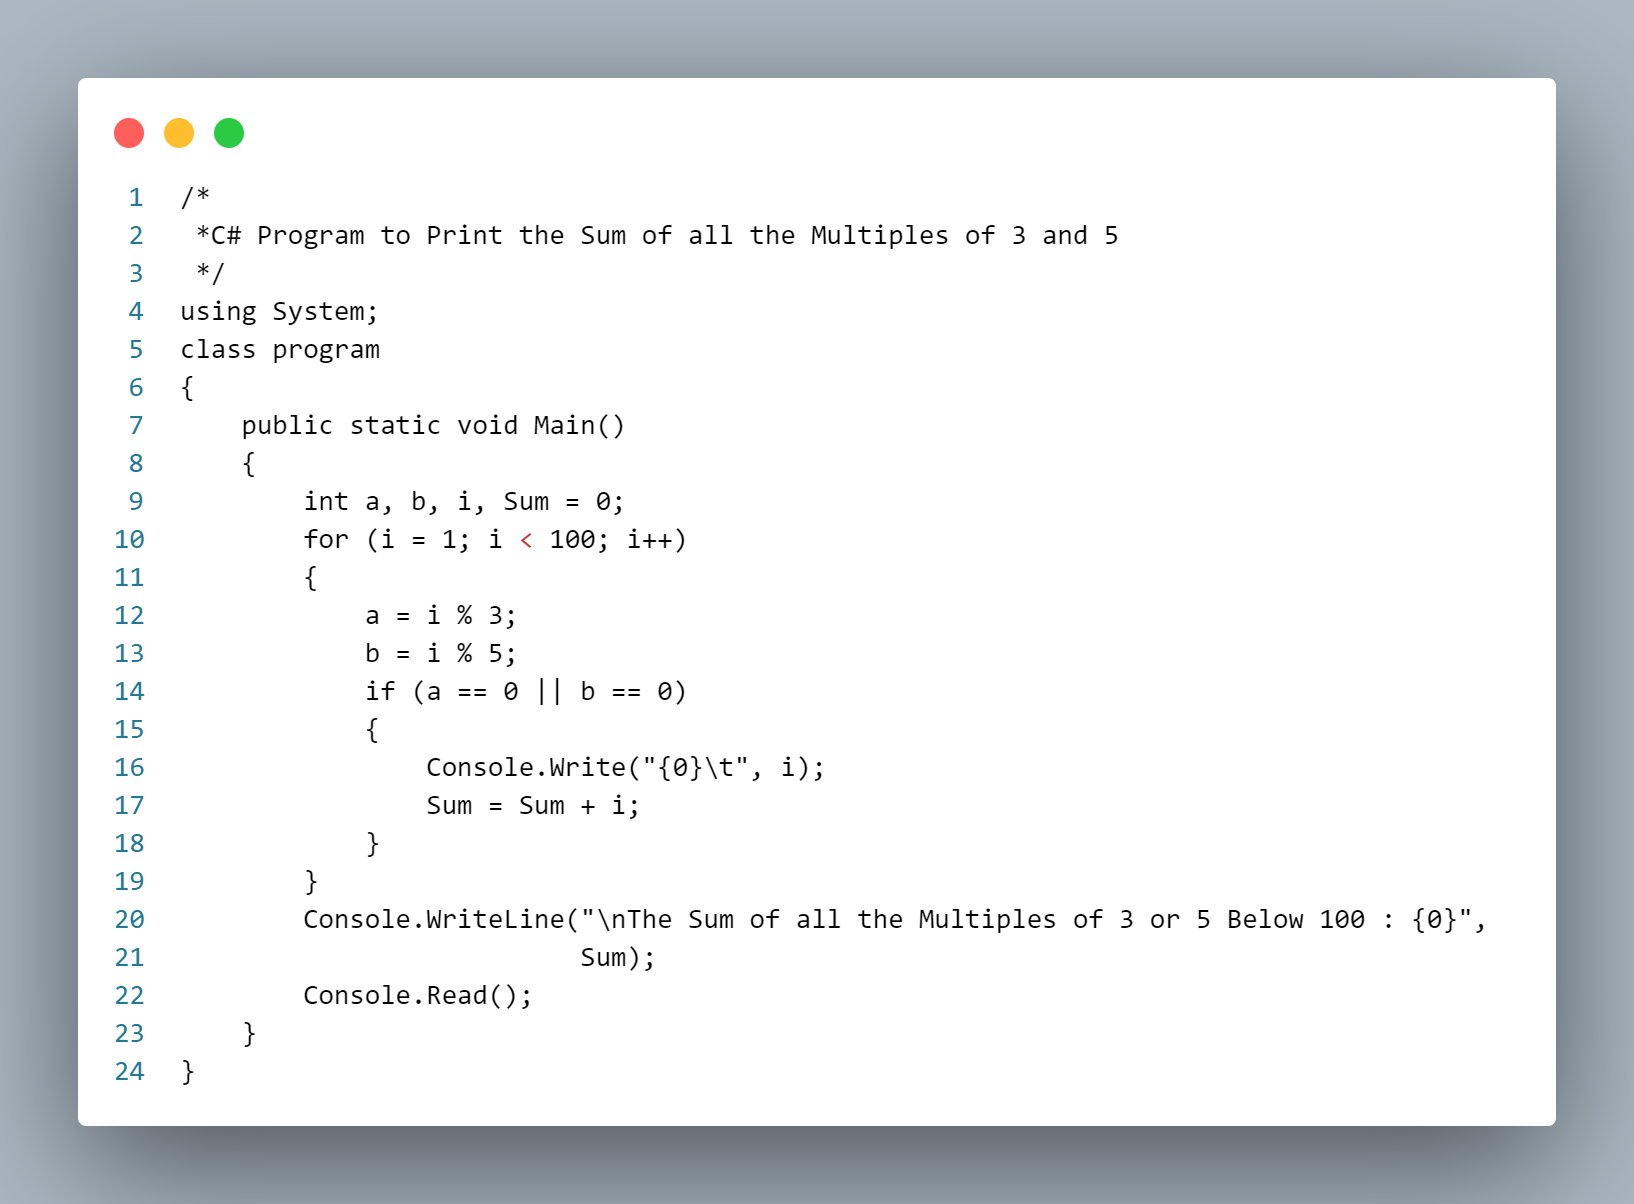 1 /*
2  *C# Program to Print the Sum of all the Multiples of 3 and 5
3  */
4 using System;
5 class program
6 {
7     public static void Main()
8     {
9         int a, b, i, Sum = 0;
10         for (i = 1; i < 100; i++)
11         {
12             a = i % 3;
13             b = i % 5;
14             if (a == 0 || b == 0)
15             {
16                 Console.Write("{0}\t", i);
17                 Sum = Sum + i;
18             }
19         }
20         Console.WriteLine("\nThe Sum of all the Multiples of 3 or 5 Below 100 : {0}",
21                           Sum);
22         Console.Read();
23     }
24 }